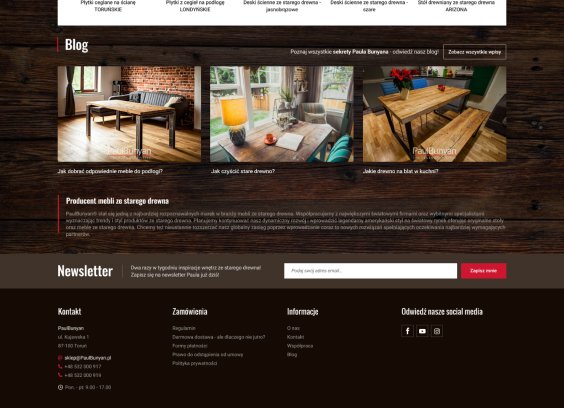 Płytki ceglane na ścianę
TORUŃSKIE
Płytki z cegieł na podłogę
LONDYŃSKIE
Deski ścienne ze starego drewna -
jasnobrązowe
Deski ścienne ze starego drewna -
szare
Stół drewniany ze starego drewna
ARIZONA
Blog
Poznaj wszystkie sekrety Paula Bunyana - odwiedź nasz blog!
Zobacz wszystkie wpisy
PaulBunyan
PaulBunyan
Jak dobrać odpowiednie meble do podłogi?
Jak czyścić stare drewno?
Jakie drewno na blat w kuchni?
Producent mebli ze starego drewna
PaulBunyan® stał się jedną z najbardziej rozpoznawalnych marek w branży mebli ze starego drewna. Współpracujemy z największymi światowymi firmami oraz wybitnymi specjalistami
wyznaczając trendy i styl produktów ze starego drewna. Planujemy kontynuować nasz dynamiczny rozwój - wprowadzić legendarny amerykański styl na światowy rynek oferując oryginalne stoły
oraz meble ze starego drewna. Chcemy też nieustannie rozszerzać nasz globalny zasięg poprzez wprowadzenie coraz to nowych rozwiązań spełniających oczekiwania najbardziej wymagających
partnerów.
Newsletter
Dwa razy w tygodniu inspiracje wnętrz ze starego drewna!
Zapisz się na newsletter Paula już dziś!
Podaj swój adres email...
Zapisz mnie
Kontakt
PaulBunyan
ul. Kujawska 1
87-100 Toruń
sklep@PaulBunyan.pl
+48 532 000 917
+48 532 000 919
Pon. - pt. 9.00 - 17.00
Zamówienia
Regulamin
Darmowa dostawa - ale dlaczego nie jutro?
Formy płatności
Prawo do odstąpienia od umowy
Polityka prywatności
Informacje
O nas
Kontakt
Współpraca
Blog
Odwiedź nasze social media